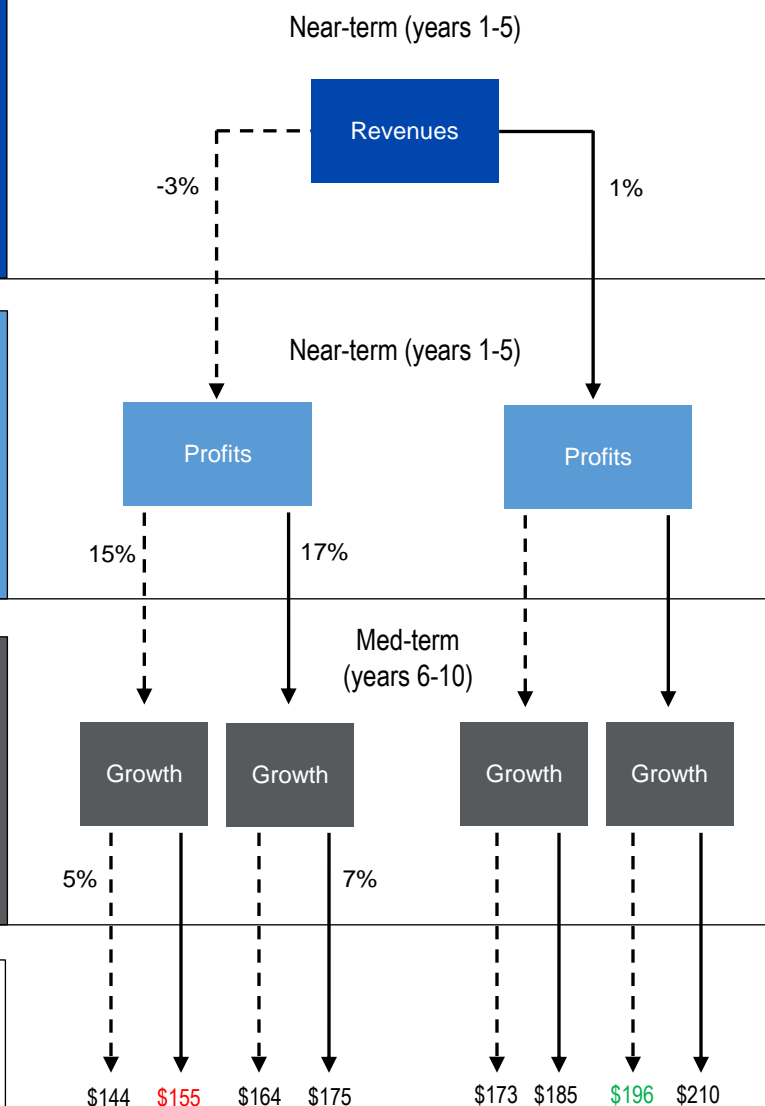 Near-term (years 1-5)
Revenues
-3%
1%
Near-term (years 1-5)
Profits
Profits
15%
17%
Med-term
(years 6-10)
Growth
Growth
Growth
Growth
5%
7%
$144
$155
$164
$175
$173
$185
$196
$210